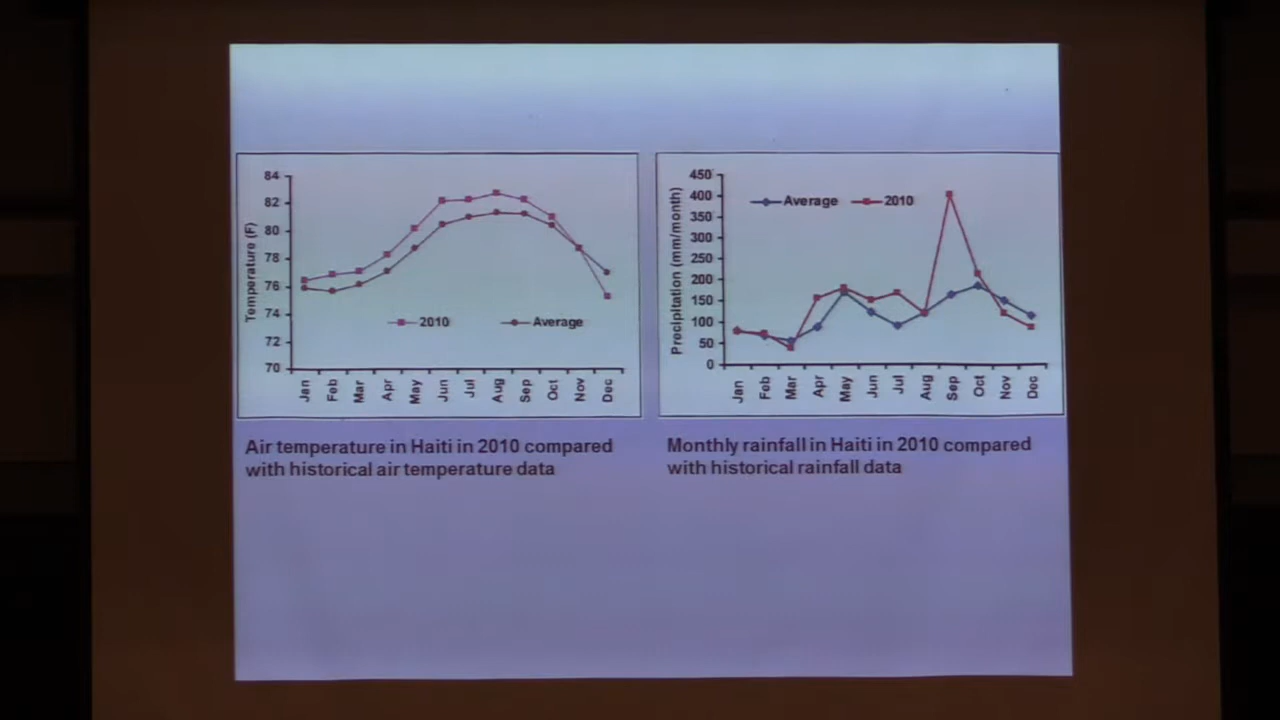 84
82
80
78
76
74
72
70
Temperature (F)
2010
Average
Jan
Feb
Mar
Apr
May
Jun
Jul
Aug
Sep
Oct
Nov
Dec
Air temperature in Haiti in 2010 compared
with historical air temperature data
450
400
350
300
250
200
150
100
50
0
Precipitation (mm/month)
Average
2010
Jan
Feb
Mar
Apr
May
Jun
Jul
Aug
Sep
Oct
Nov
Dec
Monthly rainfall in Haiti in 2010 compared
with historical rainfall data